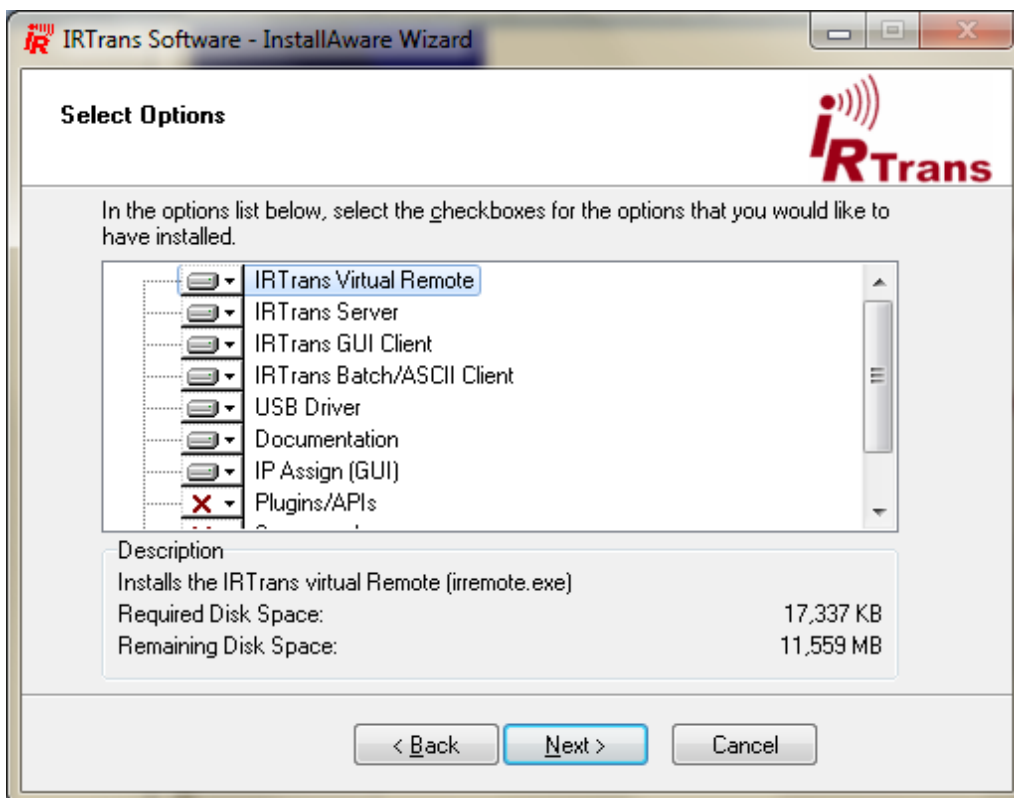 IRTrans Software - InstallAware Wizard
Select Options
iRTrans
In the options list below, select the checkboxes for the options that you would like to
have installed.
IRTrans Virtual Remote
IRTrans Server
IRTrans GUI Client
IRTrans Batch/ASCII Client
USB Driver
Documentation
IP Assign (GUI)
Plugins/APIs
Description
Installs the IRTrans virtual Remote (irremote.exe)
Required Disk Space: 17,337 KB
Remaining Disk Space: 11,559 MB
< Back Next > Cancel